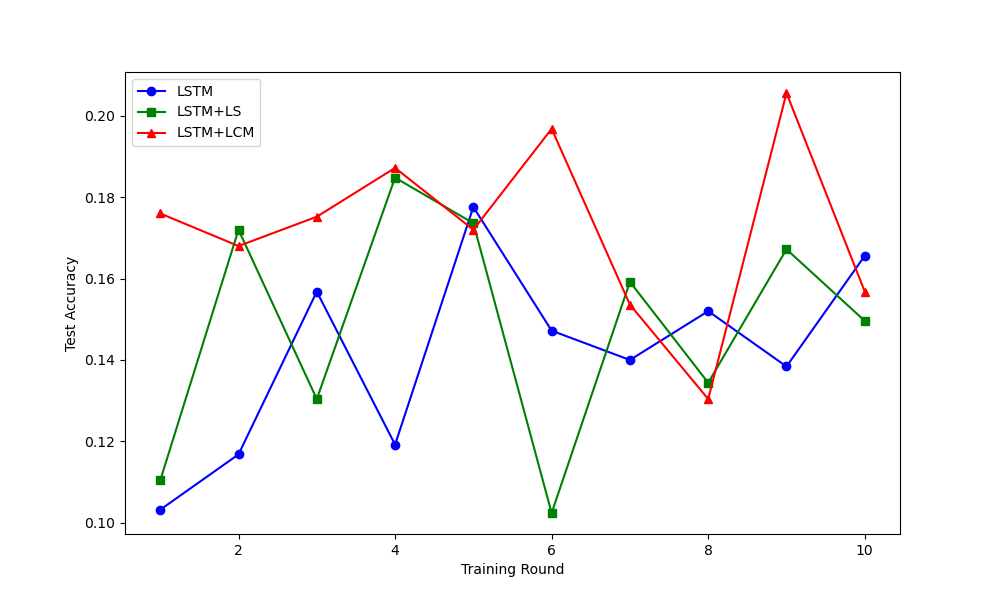 LSTM
LSTM+LS
LSTM+LCM
0.20
0.18
0.16
0.14
0.12
0.10
Test Accuracy
2 4 6 8 10
Training Round